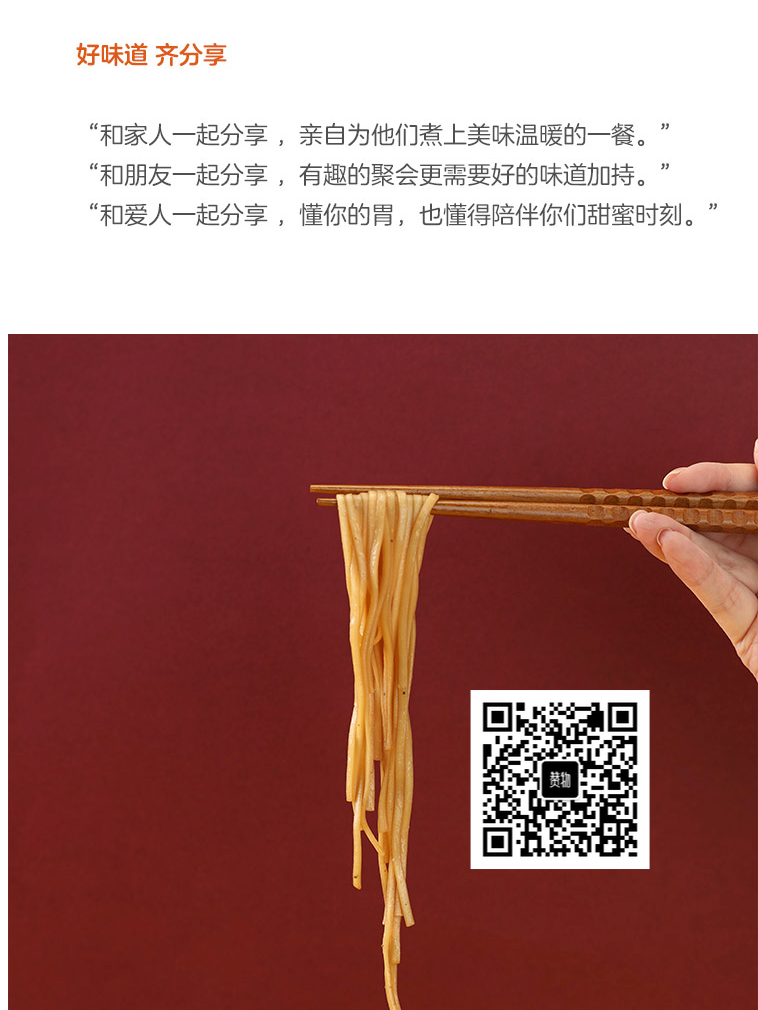 好味道 齐分享
“和家人一起分享 ，亲自为他们煮上美味温暖的一餐。”
“和朋友一起分享 ，有趣的聚会更需要好的味道加持。”
“和爱人一起分享 ，懂你的胃，也懂得陪伴你们甜蜜时刻。”
赞物